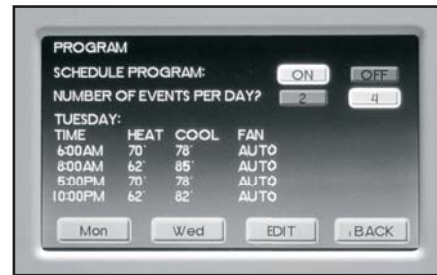 PROGRAM
SCHEDULE PROGRAM: ON OFF
NUMBER OF EVENTS PER DAY? 2 4
TUESDAY:
TIME HEAT COOL FAN
6:00AM 70° 78° AUTO
8:00AM 62° 85° AUTO
5:00PM 70° 78° AUTO
10:00PM 62° 82° AUTO
Mon Wed EDIT BACK